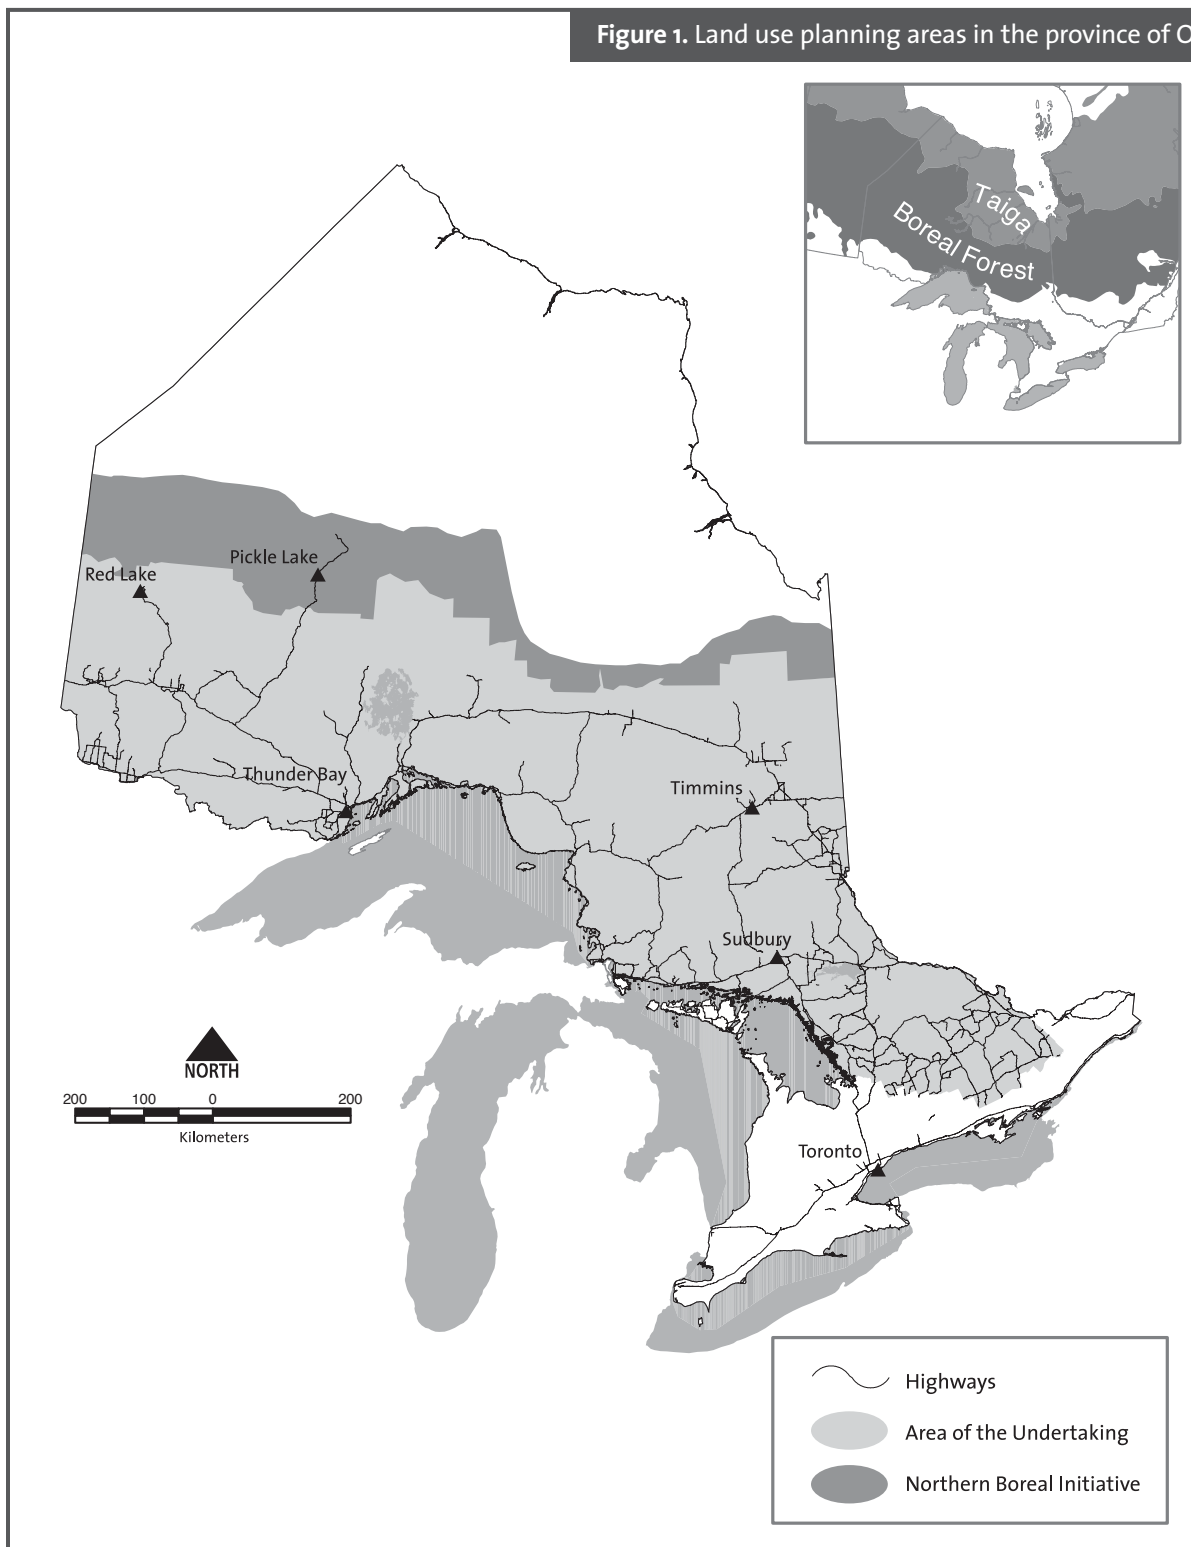 Figure 1. Land use planning areas in the province of O
Taiga
Boreal Forest
Pickle Lake
Red Lake
Thunder Bay
Timmins
Sudbury
NORTH
200 100 0 200
Kilometers
Toronto
Highways
Area of the Undertaking
Northern Boreal Initiative